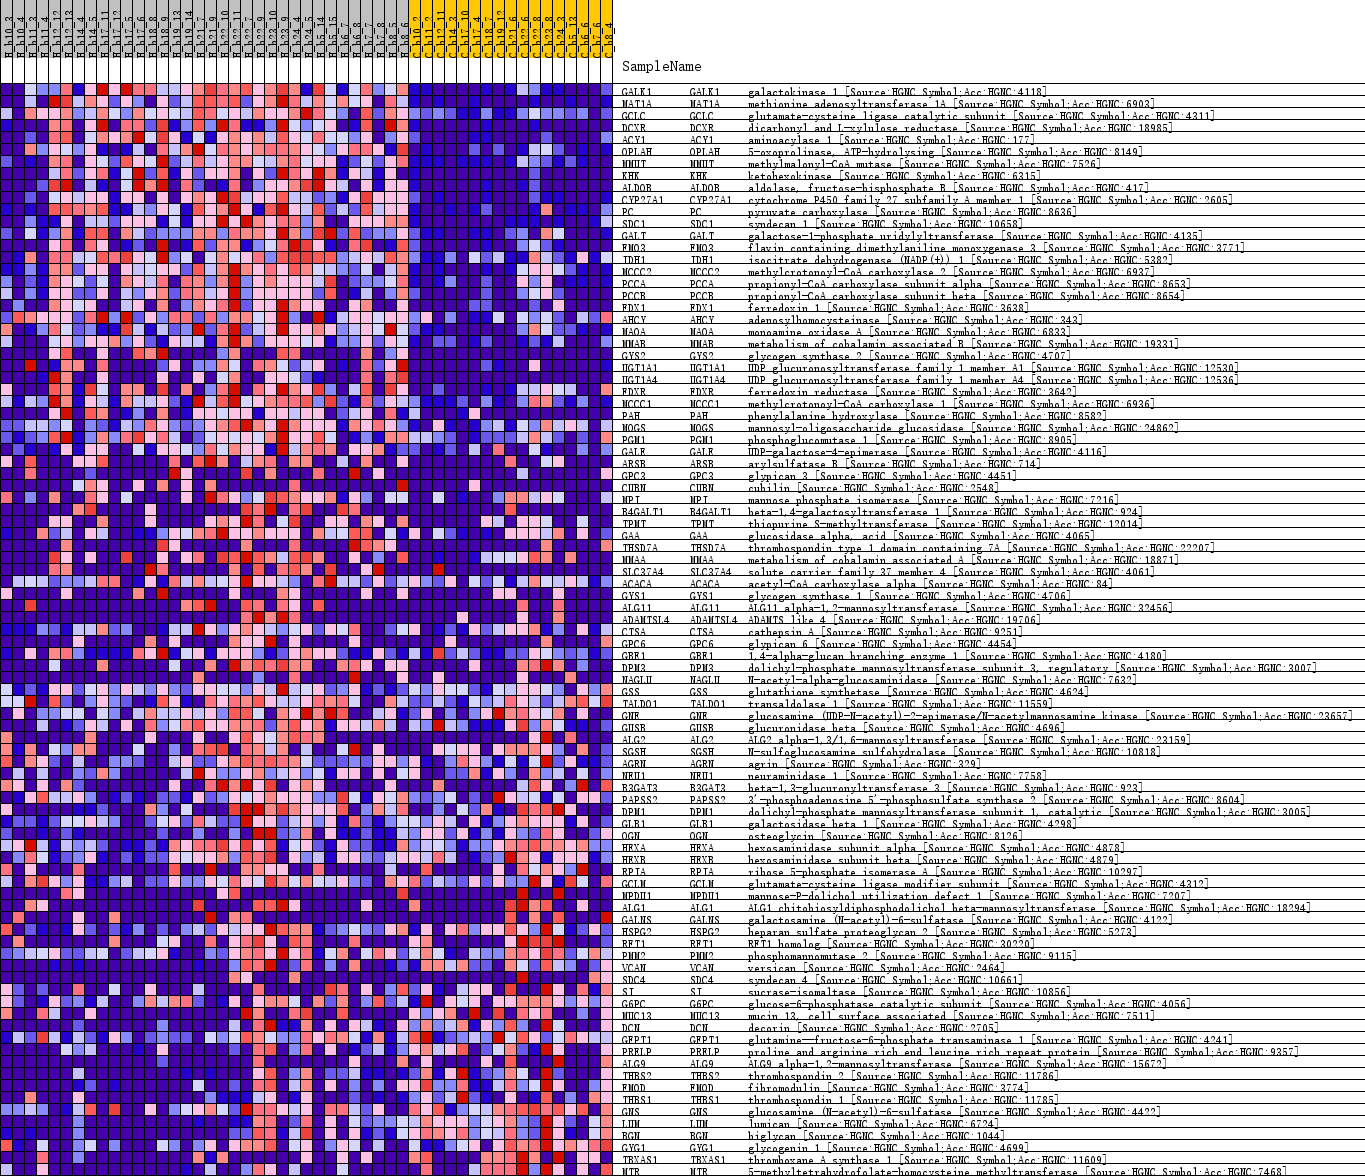 H_b10_3
H_b10_4
H_b11_3
H_b11_4
H_b12_12
H_b12_13
H_b14_4
H_b14_5
H_b17_11
H_b17_12
H_b17_5
H_b17_6
H_b18_8
H_b18_9
H_b19_13
H_b19_14
H_b21_7
H_b21_9
H_b22_10
H_b22_11
H_b22_7
H_b22_9
H_b23_10
H_b23_9
H_b24_4
H_b24_5
H_b5_14
H_b5_15
H_b6_7
H_b6_8
H_b7_7
H_b7_8
H_b8_5
H_b8_6
C_b10_2
C_b11_2
C_b12_11
C_b14_3
C_b17_10
C_b17_4
C_b18_7
C_b19_12
C_b21_6
C_b22_6
C_b22_8
C_b23_8
C_b24_3
C_b5_13
C_b6_6
C_b7_6
C_b8_4
SampleName
GALK1 GALK1 galactokinase 1 [Source:HGNC Symbol;Acc:HGNC:4118]
MAT1A MAT1A methionine adenosyltransferase 1A [Source:HGNC Symbol;Acc:HGNC:6903]
GCLC GCLC glutamate-cysteine ligase catalytic subunit [Source:HGNC Symbol;Acc:HGNC:4311]
DCXR DCXR dicarbonyl and L-xylulose reductase [Source:HGNC Symbol;Acc:HGNC:18985]
ACY1 ACY1 aminoacylase 1 [Source:HGNC Symbol;Acc:HGNC:177]
OPLAH OPLAH 5-oxoprolinase, ATP-hydrolysing [Source:HGNC Symbol;Acc:HGNC:8149]
MMUT MMUT methylmalonyl-CoA mutase [Source:HGNC Symbol;Acc:HGNC:7526]
KHK KHK ketohexokinase [Source:HGNC Symbol;Acc:HGNC:6315]
ALDOB ALDOB aldolase, fructose-bisphosphate B [Source:HGNC Symbol;Acc:HGNC:417]
CYP27A1 CYP27A1 cytochrome P450 family 27 subfamily A member 1 [Source:HGNC Symbol;Acc:HGNC:2605]
PC PC pyruvate carboxylase [Source:HGNC Symbol;Acc:HGNC:8636]
SDC1 SDC1 syndecan 1 [Source:HGNC Symbol;Acc:HGNC:10658]
GALT GALT galactose-1-phosphate uridylyltransferase [Source:HGNC Symbol;Acc:HGNC:4135]
FMO3 FMO3 flavin containing dimethylaniline monoxygenase 3 [Source:HGNC Symbol;Acc:HGNC:3771]
IDH1 IDH1 isocitrate dehydrogenase (NADP(+)) 1 [Source:HGNC Symbol;Acc:HGNC:5382]
MCCC2 MCCC2 methylcrotonoyl-CoA carboxylase 2 [Source:HGNC Symbol;Acc:HGNC:6937]
PCCA PCCA propionyl-CoA carboxylase subunit alpha [Source:HGNC Symbol;Acc:HGNC:8653]
PCCB PCCB propionyl-CoA carboxylase subunit beta [Source:HGNC Symbol;Acc:HGNC:8654]
FDX1 FDX1 ferredoxin 1 [Source:HGNC Symbol;Acc:HGNC:3638]
AHCY AHCY adenosylhomocysteinase [Source:HGNC Symbol;Acc:HGNC:343]
MAOA MAOA monoamine oxidase A [Source:HGNC Symbol;Acc:HGNC:6833]
MMAB MMAB metabolism of cobalamin associated B [Source:HGNC Symbol;Acc:HGNC:19331]
GYS2 GYS2 glycogen synthase 2 [Source:HGNC Symbol;Acc:HGNC:4707]
UGT1A1 UGT1A1 UDP glucuronosyltransferase family 1 member A1 [Source:HGNC Symbol;Acc:HGNC:12530]
UGT1A4 UGT1A4 UDP glucuronosyltransferase family 1 member A4 [Source:HGNC Symbol;Acc:HGNC:12536]
FDXR FDXR ferredoxin reductase [Source:HGNC Symbol;Acc:HGNC:3642]
MCCC1 MCCC1 methylcrotonoyl-CoA carboxylase 1 [Source:HGNC Symbol;Acc:HGNC:6936]
PAH PAH phenylalanine hydroxylase [Source:HGNC Symbol;Acc:HGNC:8582]
MOGS MOGS mannosyl-oligosaccharide glucosidase [Source:HGNC Symbol;Acc:HGNC:24862]
PGM1 PGM1 phosphoglucomutase 1 [Source:HGNC Symbol;Acc:HGNC:8905]
GALE GALE UDP-galactose-4-epimerase [Source:HGNC Symbol;Acc:HGNC:4116]
ARSB ARSB arylsulfatase B [Source:HGNC Symbol;Acc:HGNC:714]
GPC3 GPC3 glypican 3 [Source:HGNC Symbol;Acc:HGNC:4451]
CUBN CUBN cubilin [Source:HGNC Symbol;Acc:HGNC:2548]
MPI MPI mannose phosphate isomerase [Source:HGNC Symbol;Acc:HGNC:7216]
B4GALT1 B4GALT1 beta-1,4-galactosyltransferase 1 [Source:HGNC Symbol;Acc:HGNC:924]
TPMT TPMT thiopurine S-methyltransferase [Source:HGNC Symbol;Acc:HGNC:12014]
GAA GAA glucosidase alpha, acid [Source:HGNC Symbol;Acc:HGNC:4065]
THSD7A THSD7A thrombospondin type 1 domain containing 7A [Source:HGNC Symbol;Acc:HGNC:22207]
MMAA MMAA metabolism of cobalamin associated A [Source:HGNC Symbol;Acc:HGNC:18871]
SLC37A4 SLC37A4 solute carrier family 37 member 4 [Source:HGNC Symbol;Acc:HGNC:4061]
ACACA ACACA acetyl-CoA carboxylase alpha [Source:HGNC Symbol;Acc:HGNC:84]
GYS1 GYS1 glycogen synthase 1 [Source:HGNC Symbol;Acc:HGNC:4706]
ALG11 ALG11 ALG11 alpha-1,2-mannosyltransferase [Source:HGNC Symbol;Acc:HGNC:32456]
ADAMTSL4 ADAMTSL4 ADAMTS like 4 [Source:HGNC Symbol;Acc:HGNC:19706]
CTSA CTSA cathepsin A [Source:HGNC Symbol;Acc:HGNC:9251]
GPC6 GPC6 glypican 6 [Source:HGNC Symbol;Acc:HGNC:4454]
GBE1 GBE1 1,4-alpha-glucan branching enzyme 1 [Source:HGNC Symbol;Acc:HGNC:4180]
DPM3 DPM3 dolichyl-phosphate mannosyltransferase subunit 3, regulatory [Source:HGNC Symbol;Acc:HGNC:3007]
NAGLU NAGLU N-acetyl-alpha-glucosaminidase [Source:HGNC Symbol;Acc:HGNC:7632]
GSS GSS glutathione synthetase [Source:HGNC Symbol;Acc:HGNC:4624]
TALDO1 TALDO1 transaldolase 1 [Source:HGNC Symbol;Acc:HGNC:11559]
GNE GNE glucosamine (UDP-N-acetyl)-2-epimerase/N-acetylmannosamine kinase [Source:HGNC Symbol;Acc:HGNC:23657]
GUSB GUSB glucuronidase beta [Source:HGNC Symbol;Acc:HGNC:4696]
ALG2 ALG2 ALG2 alpha-1,3/1,6-mannosyltransferase [Source:HGNC Symbol;Acc:HGNC:23159]
SGSH SGSH N-sulfoglucosamine sulfohydrolase [Source:HGNC Symbol;Acc:HGNC:10818]
AGRN AGRN agrin [Source:HGNC Symbol;Acc:HGNC:329]
NEU1 NEU1 neuraminidase 1 [Source:HGNC Symbol;Acc:HGNC:7758]
B3GAT3 B3GAT3 beta-1,3-glucuronyltransferase 3 [Source:HGNC Symbol;Acc:HGNC:923]
PAPSS2 PAPSS2 3'-phosphoadenosine 5'-phosphosulfate synthase 2 [Source:HGNC Symbol;Acc:HGNC:8604]
DPM1 DPM1 dolichyl-phosphate mannosyltransferase subunit 1, catalytic [Source:HGNC Symbol;Acc:HGNC:3005]
GLB1 GLB1 galactosidase beta 1 [Source:HGNC Symbol;Acc:HGNC:4298]
OGN OGN osteoglycin [Source:HGNC Symbol;Acc:HGNC:8126]
HEXA HEXA hexosaminidase subunit alpha [Source:HGNC Symbol;Acc:HGNC:4878]
HEXB HEXB hexosaminidase subunit beta [Source:HGNC Symbol;Acc:HGNC:4879]
RPIA RPIA ribose 5-phosphate isomerase A [Source:HGNC Symbol;Acc:HGNC:10297]
GCLM GCLM glutamate-cysteine ligase modifier subunit [Source:HGNC Symbol;Acc:HGNC:4312]
MPDU1 MPDU1 mannose-P-dolichol utilization defect 1 [Source:HGNC Symbol;Acc:HGNC:7207]
ALG1 ALG1 ALG1 chitobiosyldiphosphodolichol beta-mannosyltransferase [Source:HGNC Symbol;Acc:HGNC:18294]
GALNS GALNS galactosamine (N-acetyl)-6-sulfatase [Source:HGNC Symbol;Acc:HGNC:4122]
HSPG2 HSPG2 heparan sulfate proteoglycan 2 [Source:HGNC Symbol;Acc:HGNC:5273]
RFT1 RFT1 RFT1 homolog [Source:HGNC Symbol;Acc:HGNC:30220]
PMM2 PMM2 phosphomannomutase 2 [Source:HGNC Symbol;Acc:HGNC:9115]
VCAN VCAN versican [Source:HGNC Symbol;Acc:HGNC:2464]
SDC4 SDC4 syndecan 4 [Source:HGNC Symbol;Acc:HGNC:10661]
SI SI sucrase-isomaltase [Source:HGNC Symbol;Acc:HGNC:10856]
G6PC G6PC glucose-6-phosphatase catalytic subunit [Source:HGNC Symbol;Acc:HGNC:4056]
MUC13 MUC13 mucin 13, cell surface associated [Source:HGNC Symbol;Acc:HGNC:7511]
DCN DCN decorin [Source:HGNC Symbol;Acc:HGNC:2705]
GFPT1 GFPT1 glutamine--fructose-6-phosphate transaminase 1 [Source:HGNC Symbol;Acc:HGNC:4241]
PRELP PRELP proline and arginine rich end leucine rich repeat protein [Source:HGNC Symbol;Acc:HGNC:9357]
ALG9 ALG9 ALG9 alpha-1,2-mannosyltransferase [Source:HGNC Symbol;Acc:HGNC:15672]
THBS2 THBS2 thrombospondin 2 [Source:HGNC Symbol;Acc:HGNC:11786]
FMOD FMOD fibromodulin [Source:HGNC Symbol;Acc:HGNC:3774]
THBS1 THBS1 thrombospondin 1 [Source:HGNC Symbol;Acc:HGNC:11785]
GNS GNS glucosamine (N-acetyl)-6-sulfatase [Source:HGNC Symbol;Acc:HGNC:4422]
LUM LUM lumican [Source:HGNC Symbol;Acc:HGNC:6724]
BGN BGN biglycan [Source:HGNC Symbol;Acc:HGNC:1044]
GYG1 GYG1 glycogenin 1 [Source:HGNC Symbol;Acc:HGNC:4699]
TBXAS1 TBXAS1 thromboxane A synthase 1 [Source:HGNC Symbol;Acc:HGNC:11609]
MTR MTR 5-methyltetrahydrofolate-homocysteine methyltransferase [Source:HGNC Symbol;Acc:HGNC:7468]